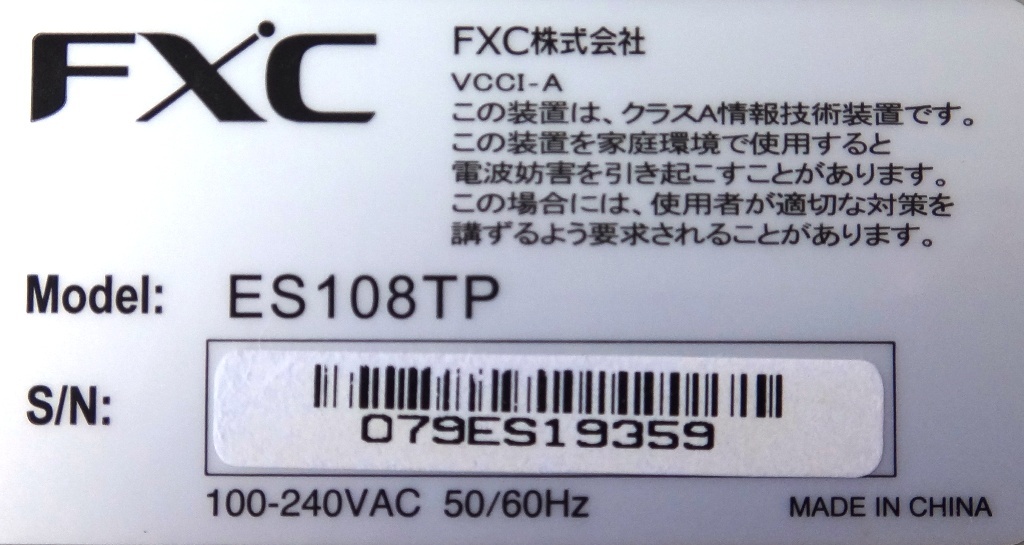 FXC
FXC株式会社
VCCI-A
この装置は、クラスA情報技術装置です。
この装置を家庭環境で使用すると
電波妨害を引き起こすことがあります。
この場合には、使用者が適切な対策を
講ずるよう要求されることがあります。
Model: ES108TP
S/N: 079ES19359
100-240VAC 50/60Hz
MADE IN CHINA